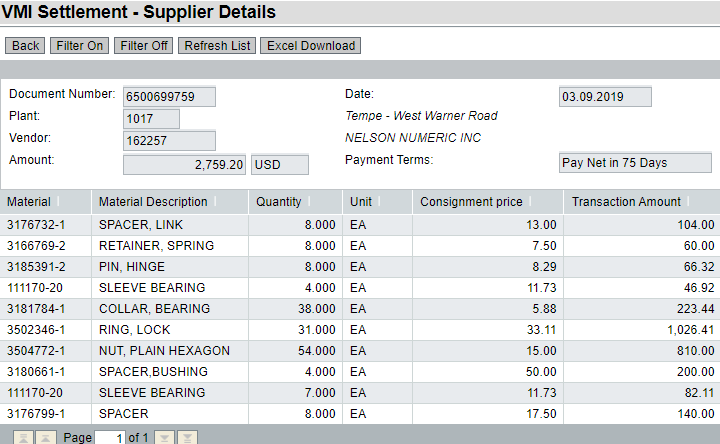 VMI Settlement - Supplier Details
Back Filter On Filter Off Refresh List Excel Download
Document Number: 6500699759 Date: 03.09.2019
Plant: 1017 Tempe - West Warner Road
Vendor: 162257 NELSON NUMERIC INC
Amount: 2,759.20 USD Payment Terms: Pay Net in 75 Days
Material Material Description Quantity Unit Consignment price Transaction Amount
3176732-1 SPACER, LINK 8.000 EA 13.00 104.00
3166769-2 RETAINER, SPRING 8.000 EA 7.50 60.00
3185391-2 PIN, HINGE 8.000 EA 8.29 66.32
111170-20 SLEEVE BEARING 4.000 EA 11.73 46.92
3181784-1 COLLAR, BEARING 38.000 EA 5.88 223.44
3502346-1 RING, LOCK 31.000 EA 33.11 1,026.41
3504772-1 NUT, PLAIN HEXAGON 54.000 EA 15.00 810.00
3180661-1 SPACER,BUSHING 4.000 EA 50.00 200.00
111170-20 SLEEVE BEARING 7.000 EA 11.73 82.11
3176799-1 SPACER 8.000 EA 17.50 140.00
Page 1 of 1